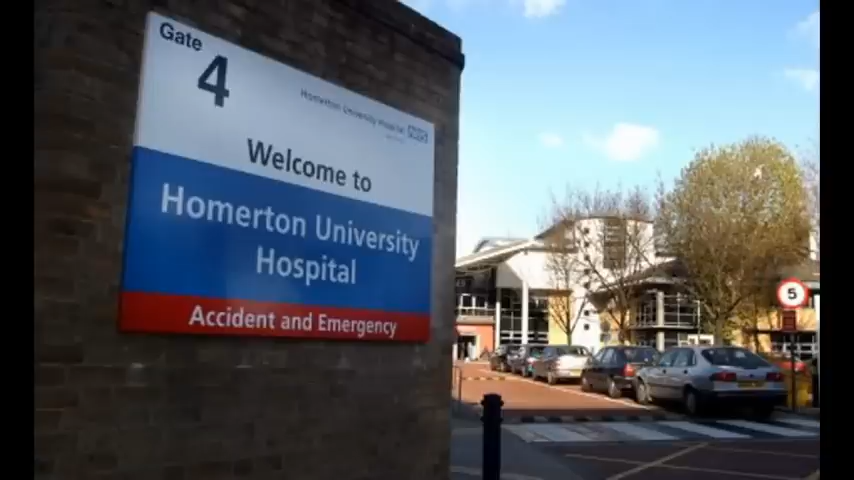 Gate
4
Homerton University Hospital NHS
Welcome to
Homerton University
Hospital
Accident and Emergency
5